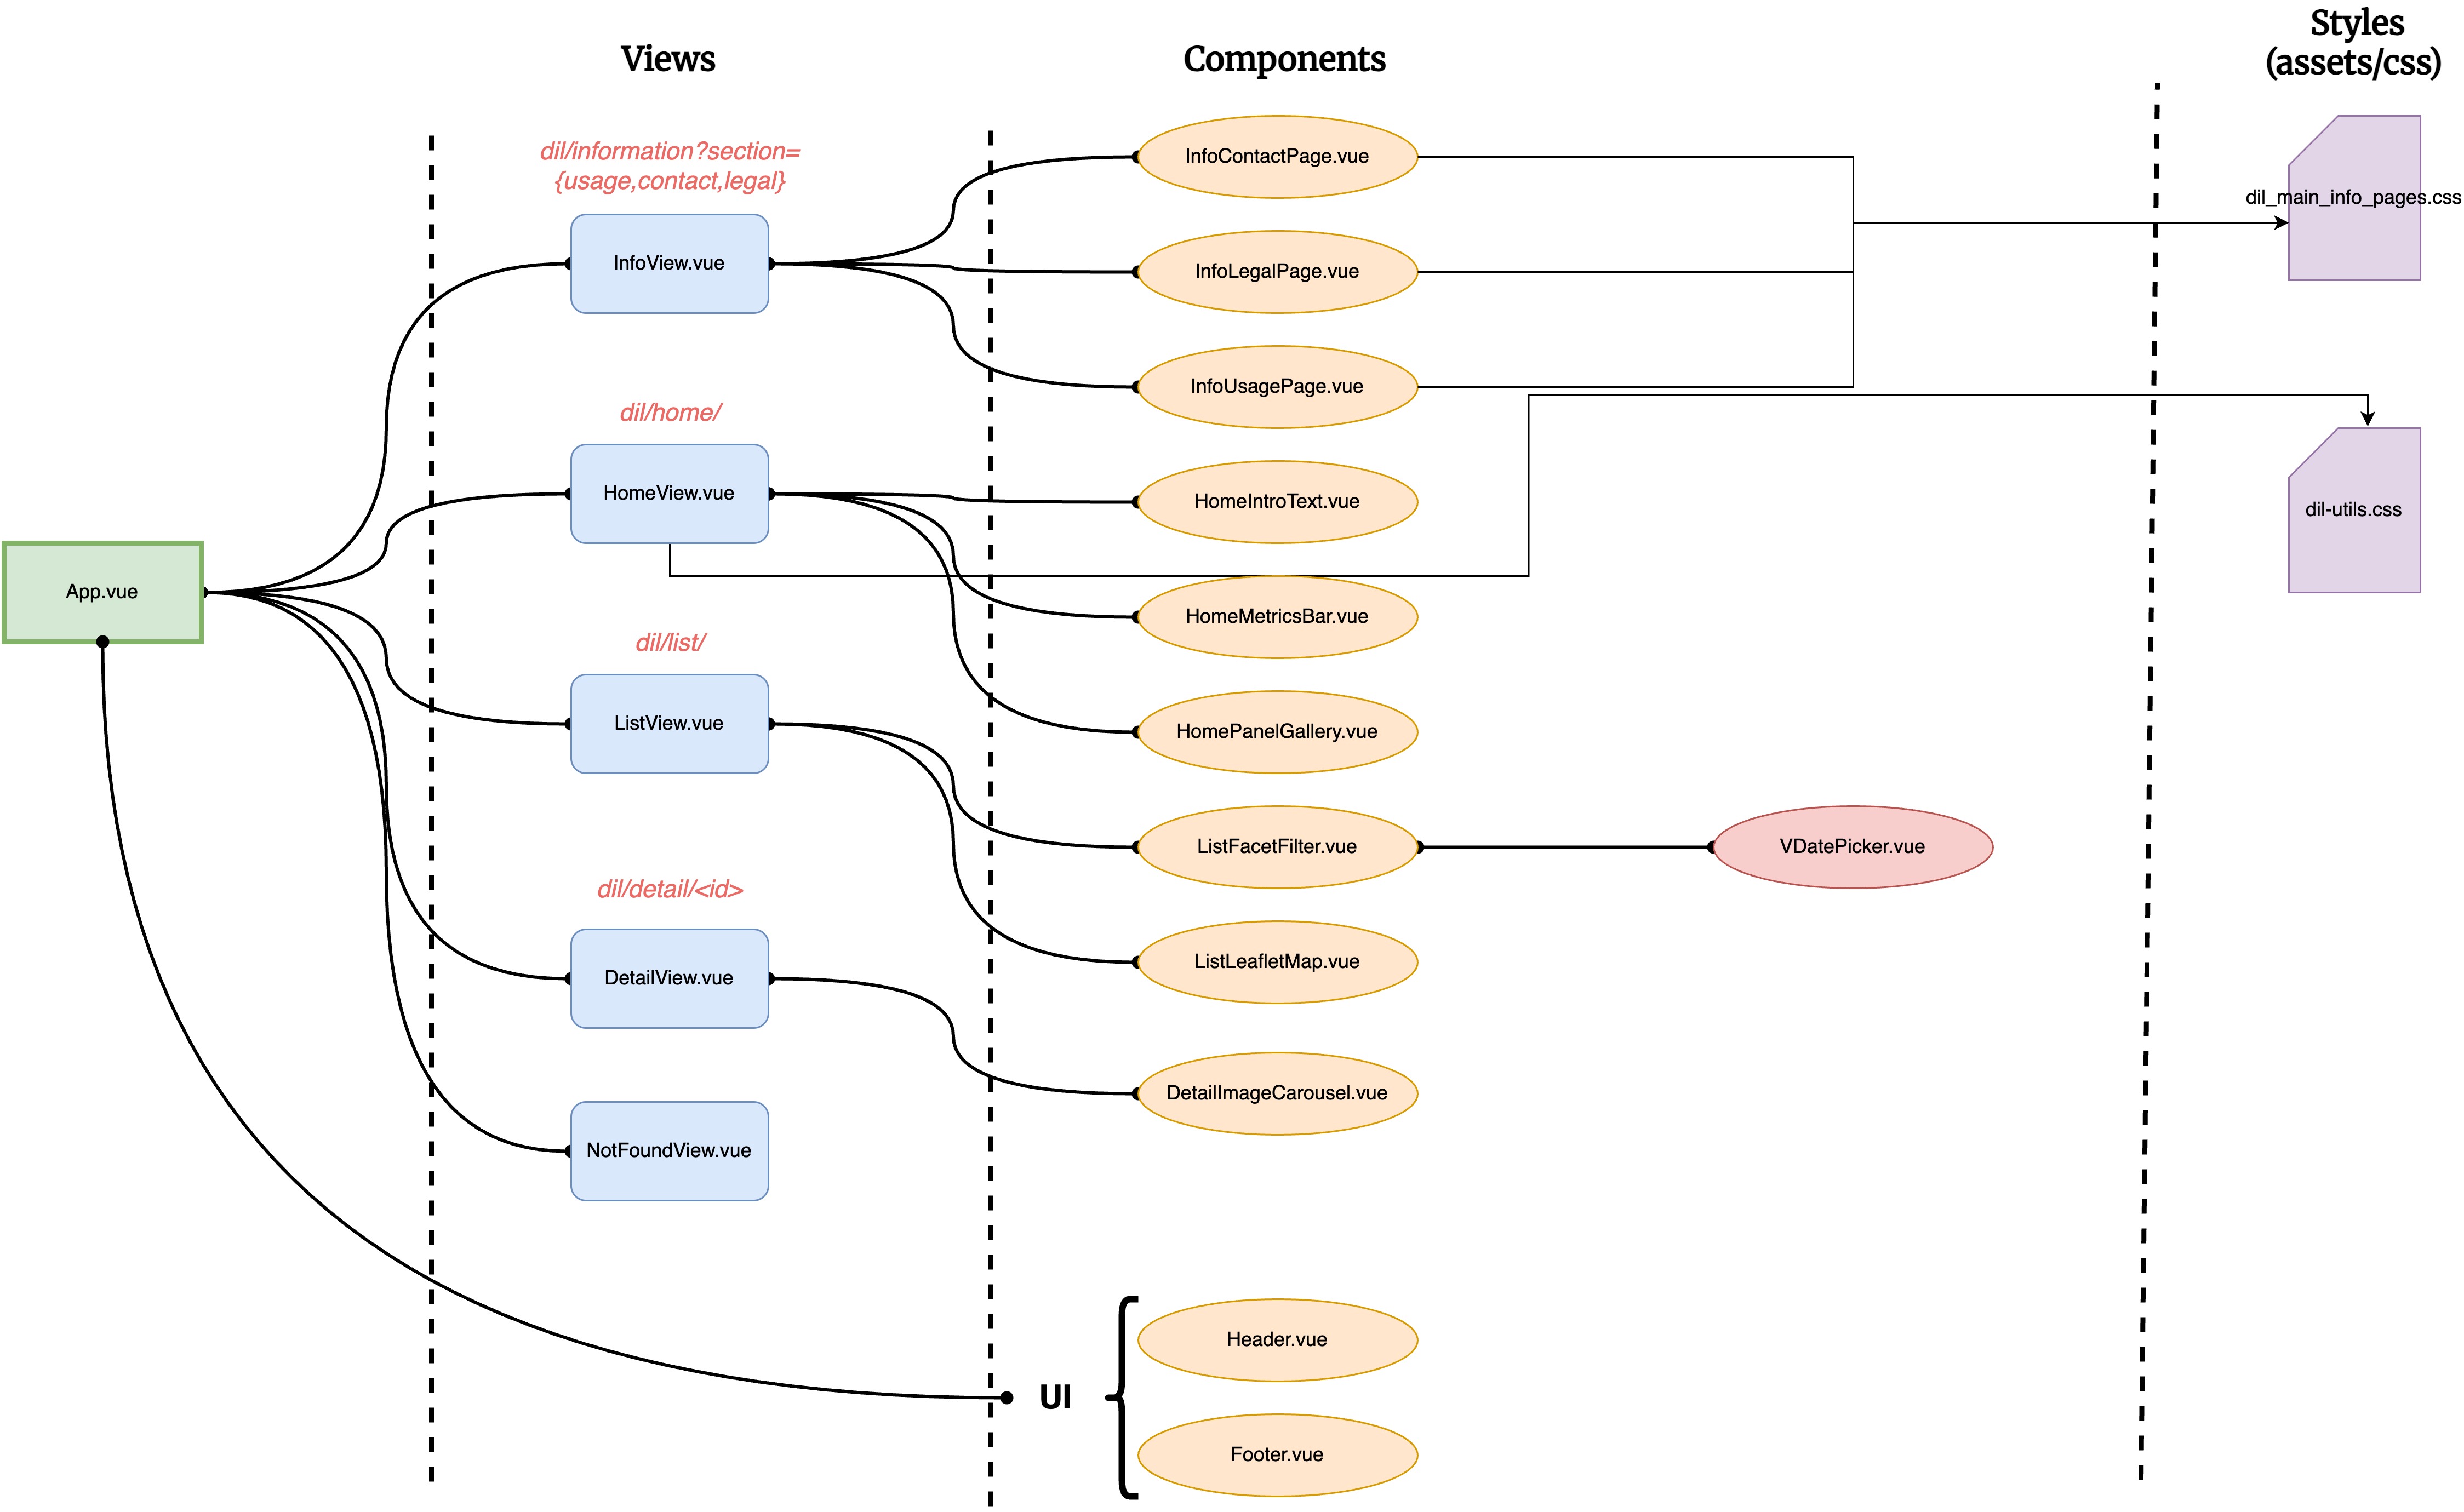 Views
Components
Styles
(assets/css)
dil/information?section=
{usage,contact,legal}
InfoView.vue
dil/home/
HomeView.vue
App.vue
dil/list/
ListView.vue
dil/detail/<id>
DetailView.vue
NotFoundView.vue
InfoContactPage.vue
InfoLegalPage.vue
InfoUsagePage.vue
HomeIntroText.vue
HomeMetricsBar.vue
HomePanelGallery.vue
ListFacetFilter.vue
VDatePicker.vue
ListLeafletMap.vue
DetailImageCarousel.vue
UI
Header.vue
Footer.vue
dil_main_info_pages.css
dil-utils.css